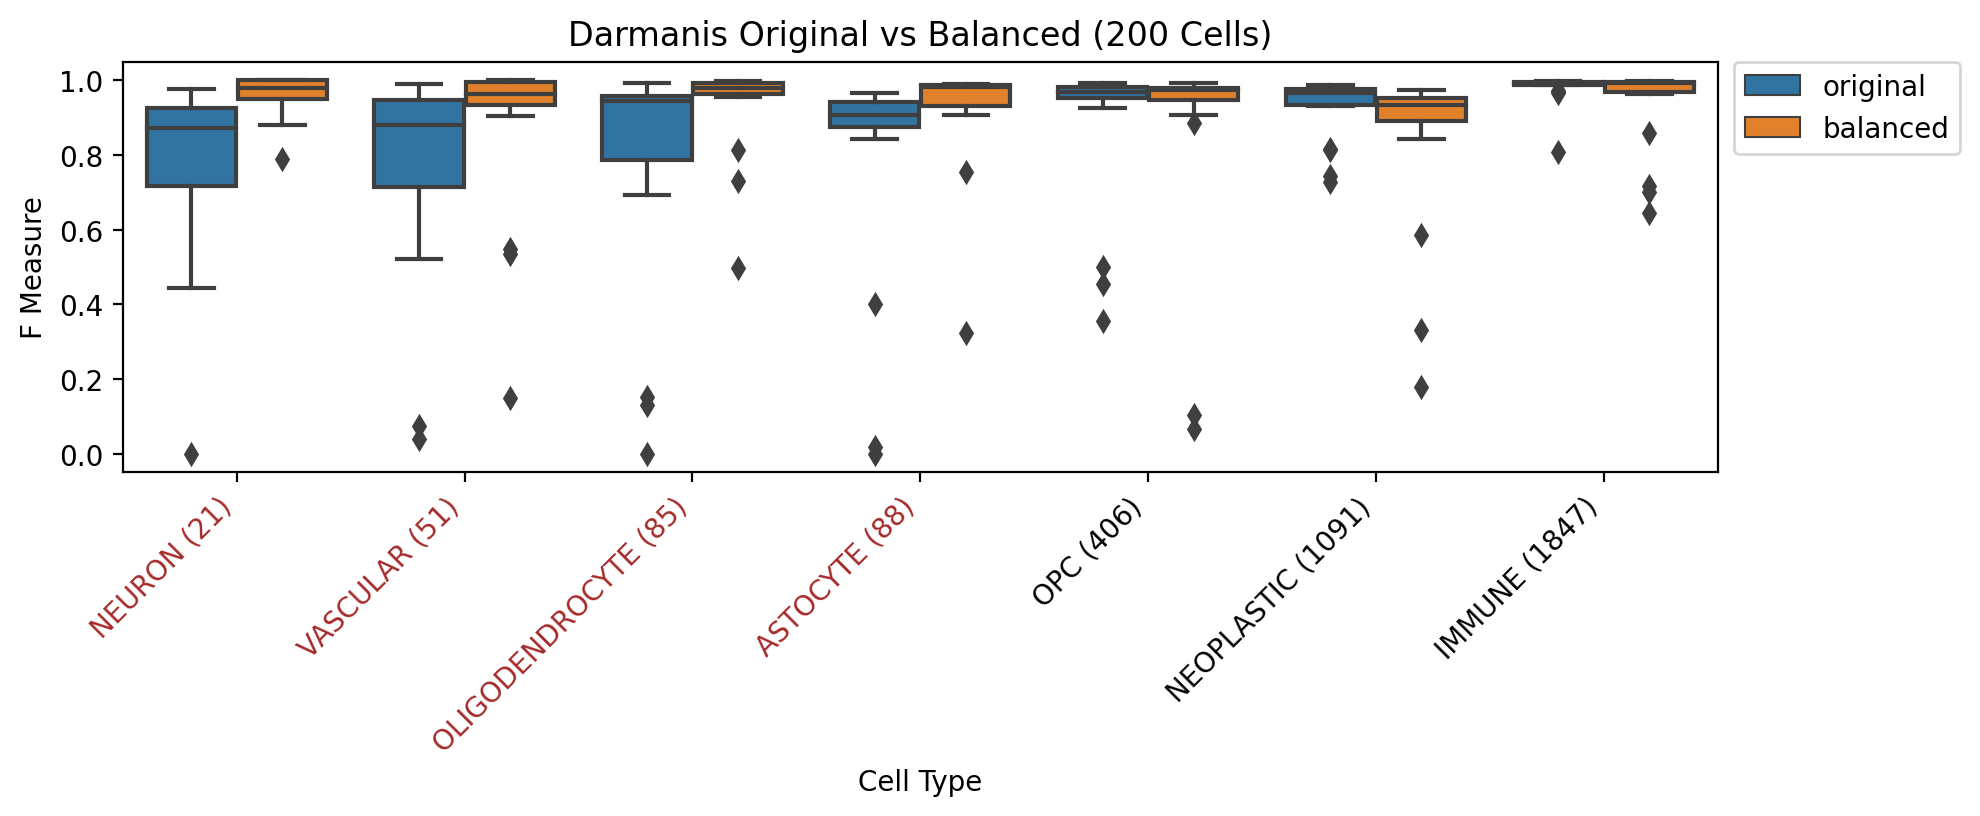 Darmanis Original vs Balanced (200 Cells)
original
balanced
F Measure
1.0
0.8
0.6
0.4
0.2
0.0
NEURON (21)
VASCULAR (51)
OLIGODENDROCYTE (85)
ASTOCYTE (88)
OPC (406)
NEOPLASTIC (1091)
IMMUNE (1847)
Cell Type